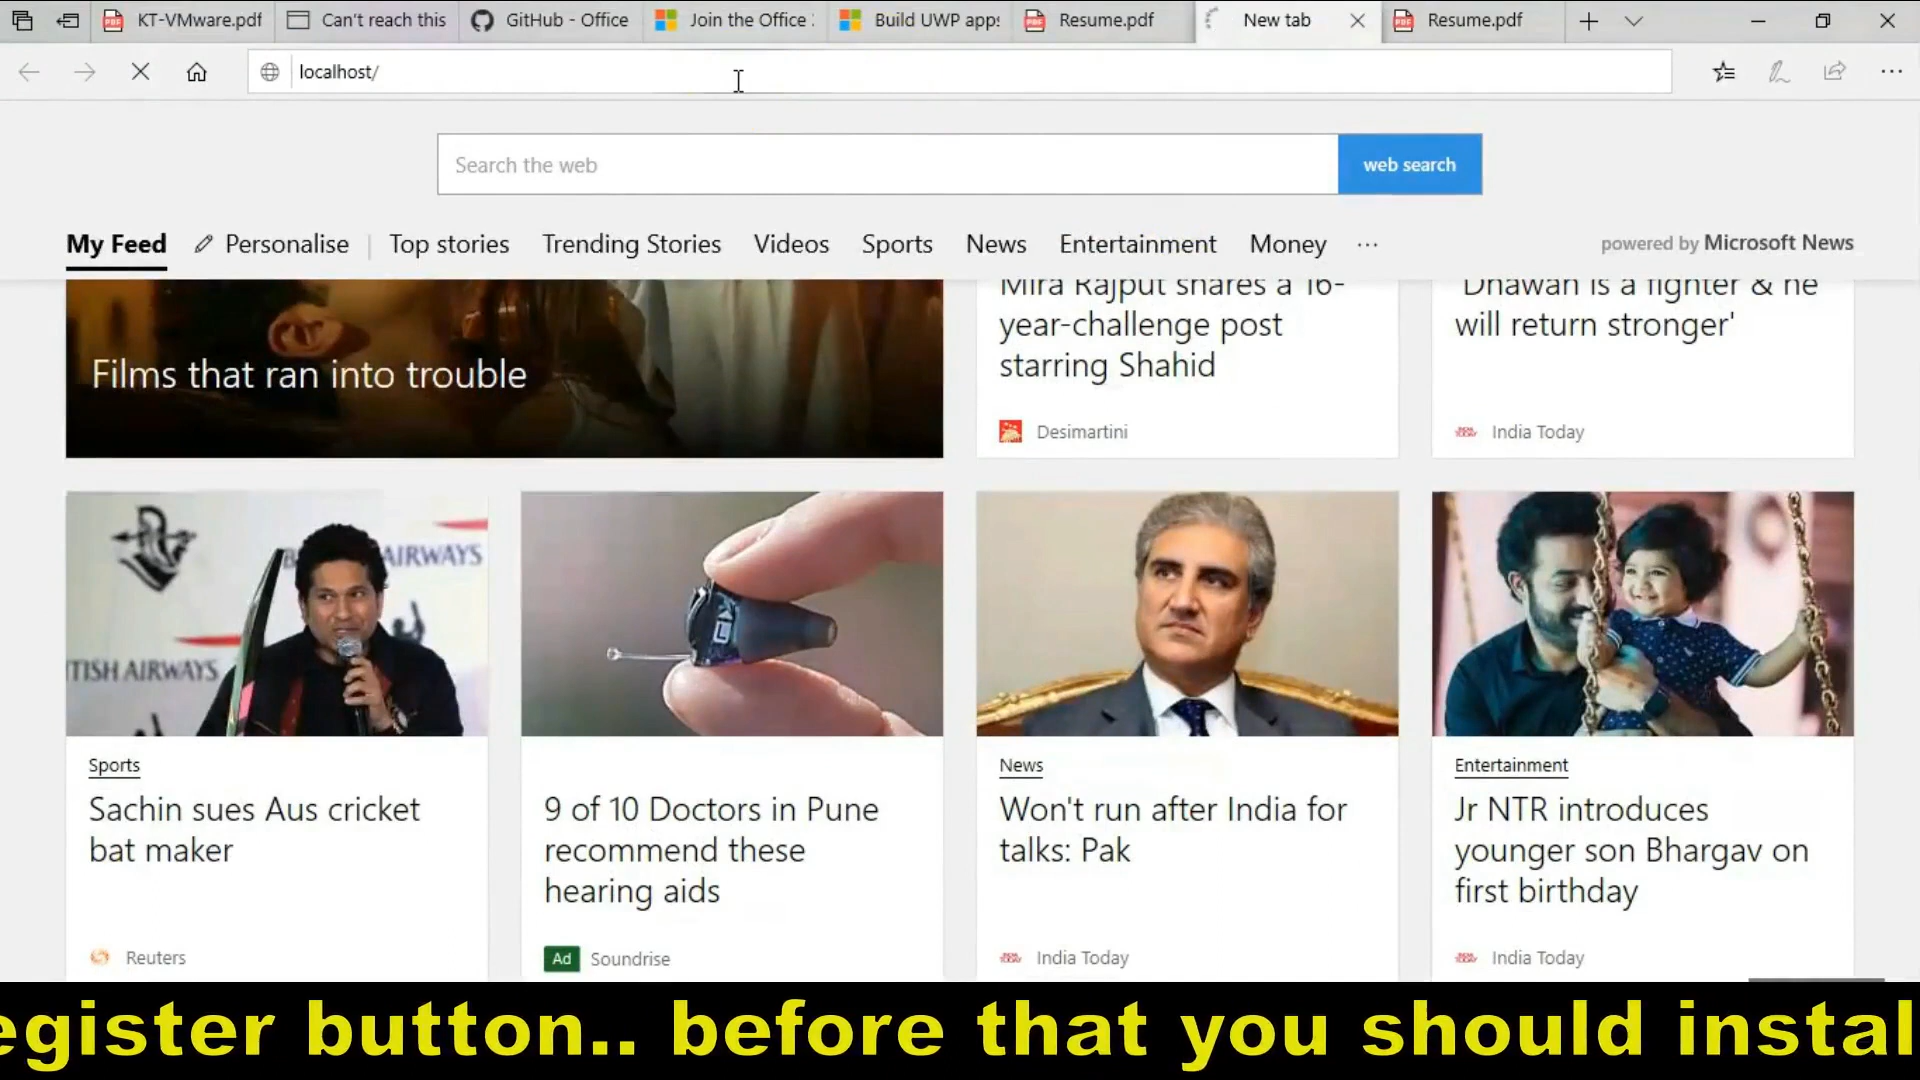 KT-VMware.pdf
Can't reach this
GitHub - Office
Join the Office
Build UWP apps
Resume.pdf
New tab
Resume.pdf
localhost/
Search the web
web search
My Feed
Personalise
Top stories
Trending Stories
Videos
Sports
News
Entertainment
Money
powered by Microsoft News
Films that ran into trouble
Mira Rajput shares a 16-
year-challenge post
starring Shahid
Desimartini
'Dhawan is a fighter & he
will return stronger'
India Today
AIRWAYS
TISH AIRWAYS
L
Sports
Sachin sues Aus cricket
bat maker
Reuters
9 of 10 Doctors in Pune
recommend these
hearing aids
Ad Soundrise
News
Won't run after India for
talks: Pak
India Today
Entertainment
Jr NTR introduces
younger son Bhargav on
first birthday
India Today
egister button.. before that you should instal